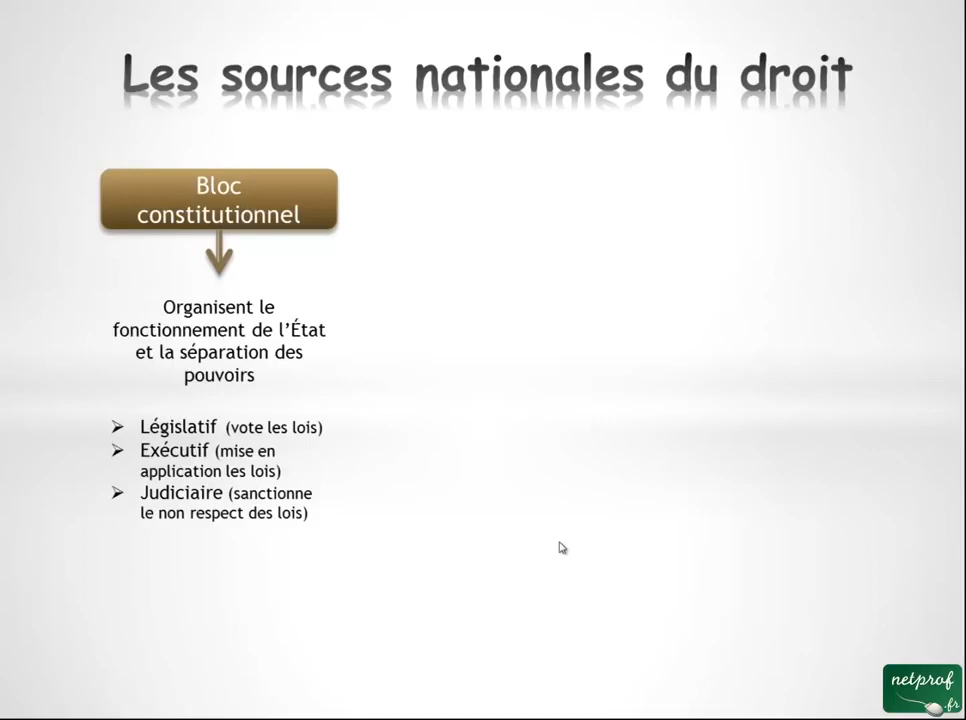 Les sources nationales du droit
Bloc
constitutionnel
Organisent le
fonctionnement de l’État
et la séparation des
pouvoirs
➢ Législatif (vote les lois)
➢ Exécutif (mise en
application les lois)
➢ Judiciaire (sanctionne
le non respect des lois)
netprof
.fr